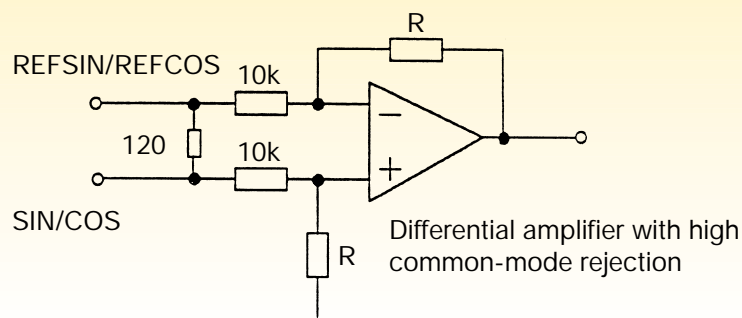 R
REFSIN/REFCOS
10k
−
120
10k
+
SIN/COS
R
Differential amplifier with high
common-mode rejection